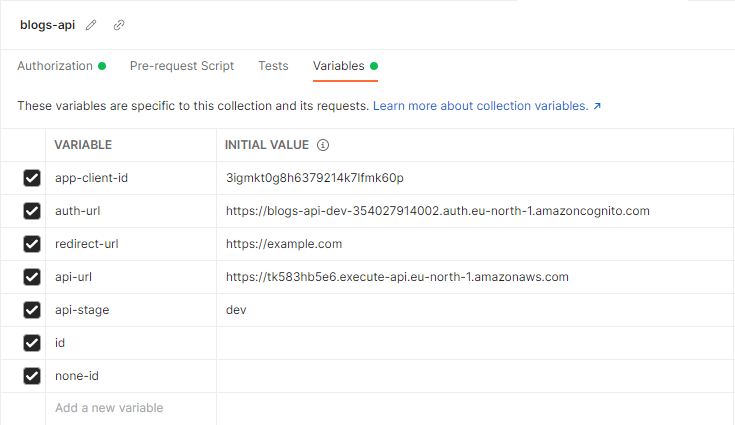 blogs-api
Authorization Pre-request Script Tests Variables
These variables are specific to this collection and its requests. Learn more about collection variables. ↗
VARIABLE INITIAL VALUE
app-client-id 3igmkt0g8h6379214k7lfmk60p
auth-url https://blogs-api-dev-354027914002.auth.eu-north-1.amazoncognito.com
redirect-url https://example.com
api-url https://tk583hb5e6.execute-api.eu-north-1.amazonaws.com
api-stage dev
id
none-id
Add a new variable